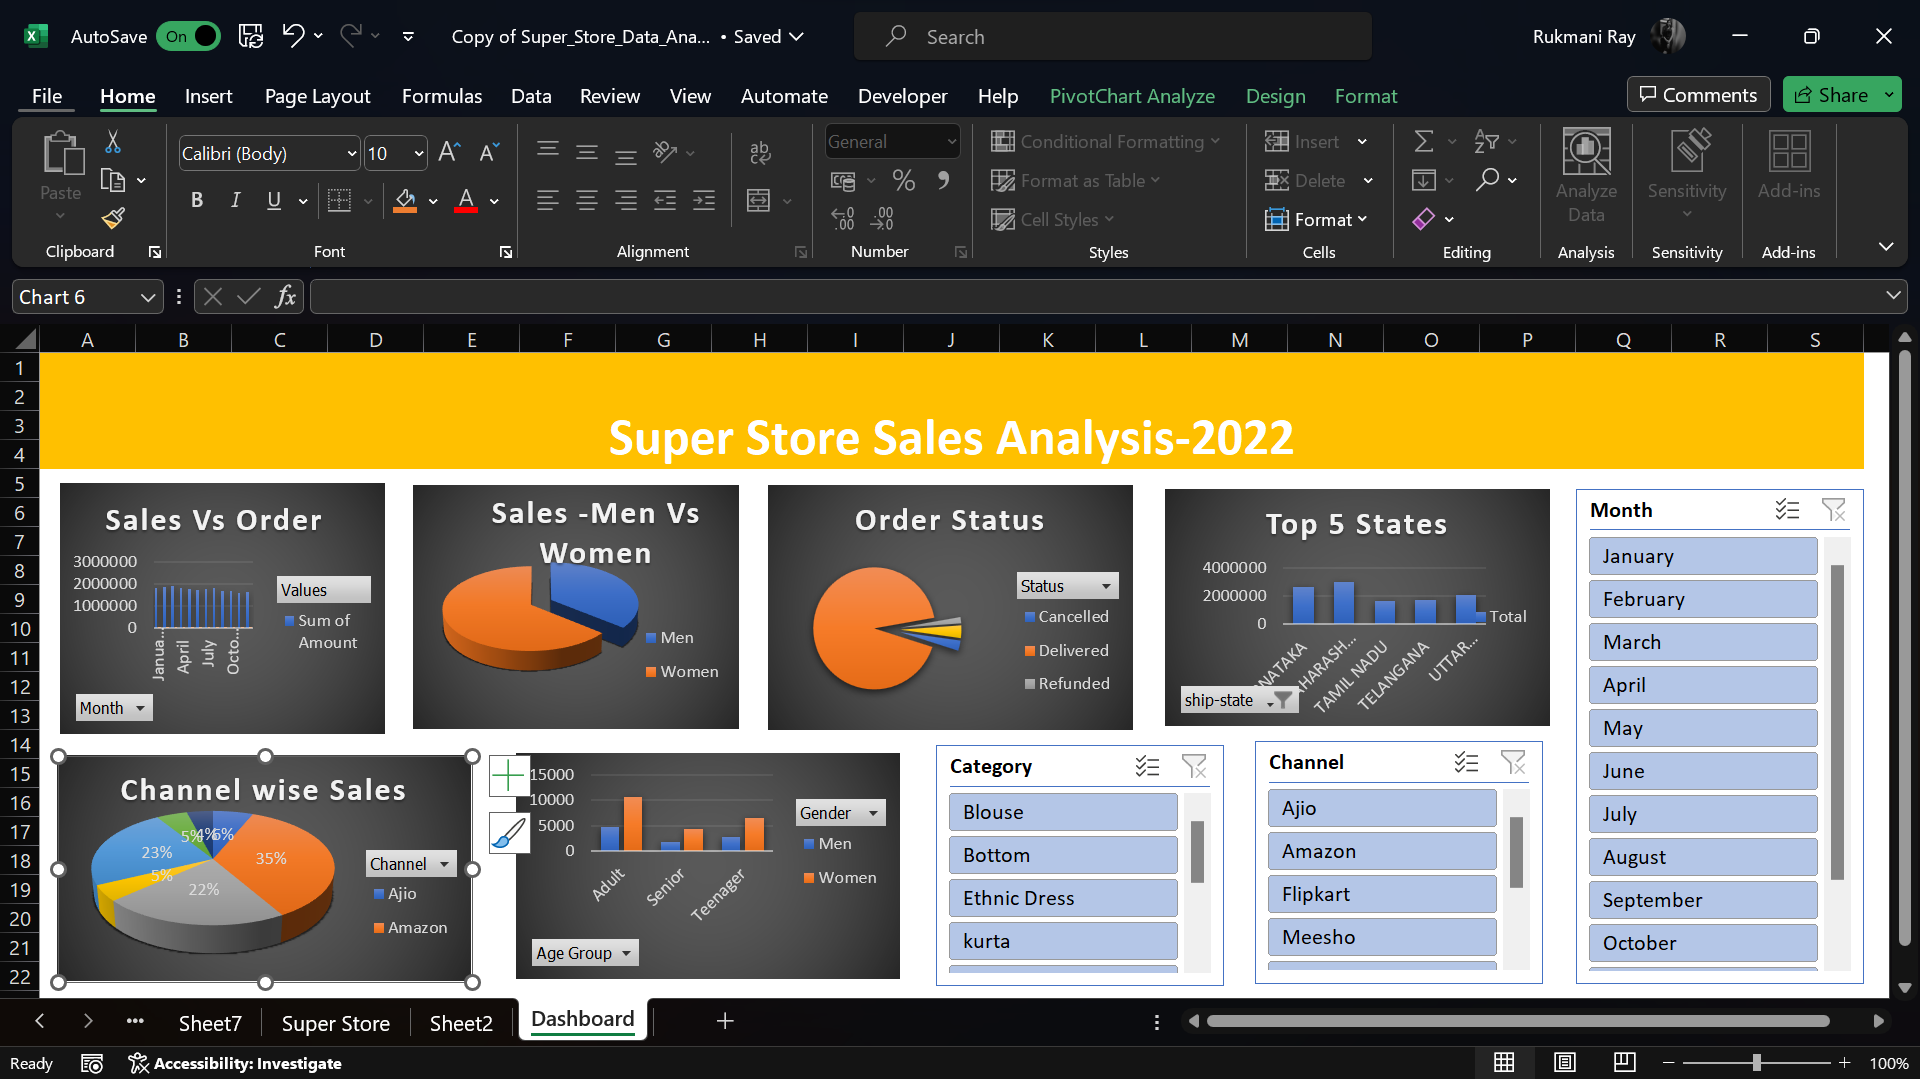 AutoSave On Copy of Super_Store_Data_Ana... • Saved Search Rukmani Ray
File Home Insert Page Layout Formulas Data Review View Automate Developer Help PivotChart Analyze Design Format Comments Share
Paste Calibri (Body) 10 General Conditional Formatting Format as Table Cell Styles Insert Delete Format Analyze Data Sensitivity Add-ins
Clipboard Font Alignment Number Styles Cells Editing Analysis Sensitivity Add-ins
Chart 6 fx
A B C D E F G H I J K L M N O P Q R S
1
2
3
4
5
6
7
8
9
10
11
12
13
14
15
16
17
18
19
20
21
22
Super Store Sales Analysis-2022
Sales Vs Order
3000000
2000000
1000000
0
Janua...
April
July
Octo...
Values
Sum of
Amount
Month
Sales -Men Vs
Women
Men
Women
Order Status
Status
Cancelled
Delivered
Refunded
Top 5 States
4000000
2000000
0
NATAKA
AHARASH...
TAMIL NADU
TELANGANA
UTTAR...
Total
ship-state
Month
January
February
March
April
May
June
July
August
September
October
Channel wise Sales
6%
35%
22%
5%
23%
5%
4%
Channel
Ajio
Amazon
15000
10000
5000
0
Adult
Senior
Teenager
Gender
Men
Women
Age Group
Category
Blouse
Bottom
Ethnic Dress
kurta
Channel
Ajio
Amazon
Flipkart
Meesho
Sheet7 Super Store Sheet2 Dashboard
Ready Accessibility: Investigate 100%